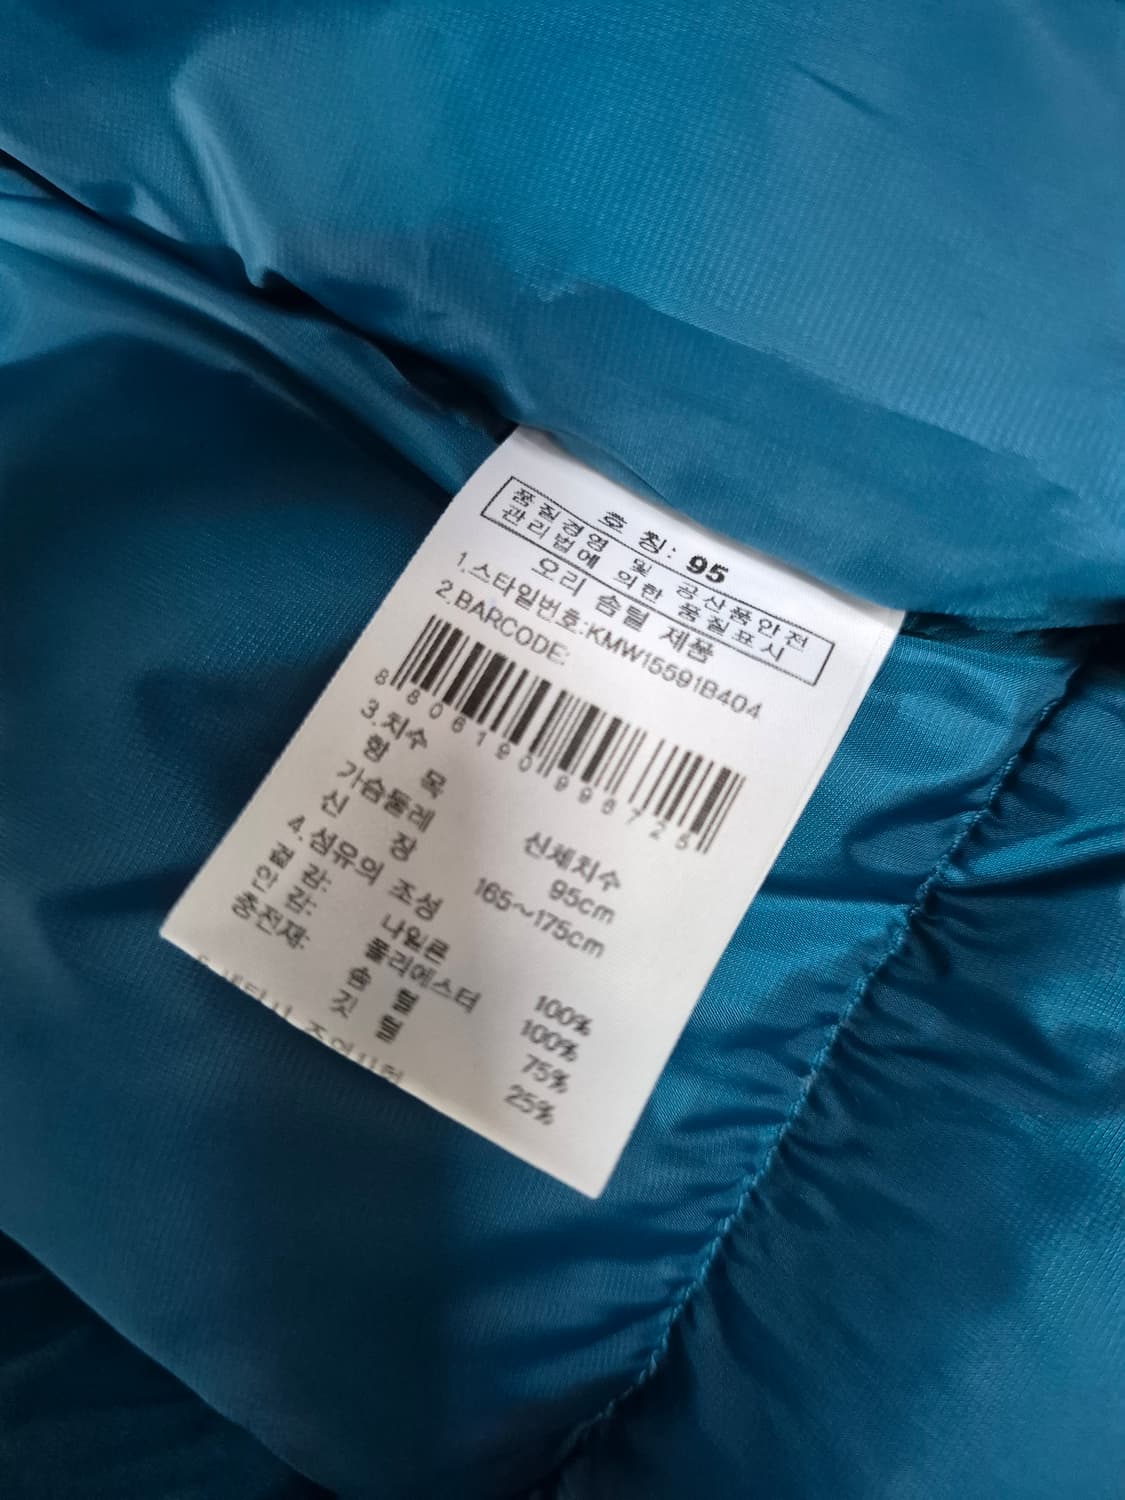 호 칭: 95
품질경영 및 공산품안전
관리법에 의한 품질표시
오리 솜털 제품
1.스타일번호:KMW15591B404
2.BARCODE:
8806190998725
3.치수
항 목 신체치수
가슴둘레 95cm
신 장 165~175cm
4.섬유의 조성
겉 감: 나일론 100%
안 감: 폴리에스터 100%
충전재: 솜 털 75%
깃 털 25%